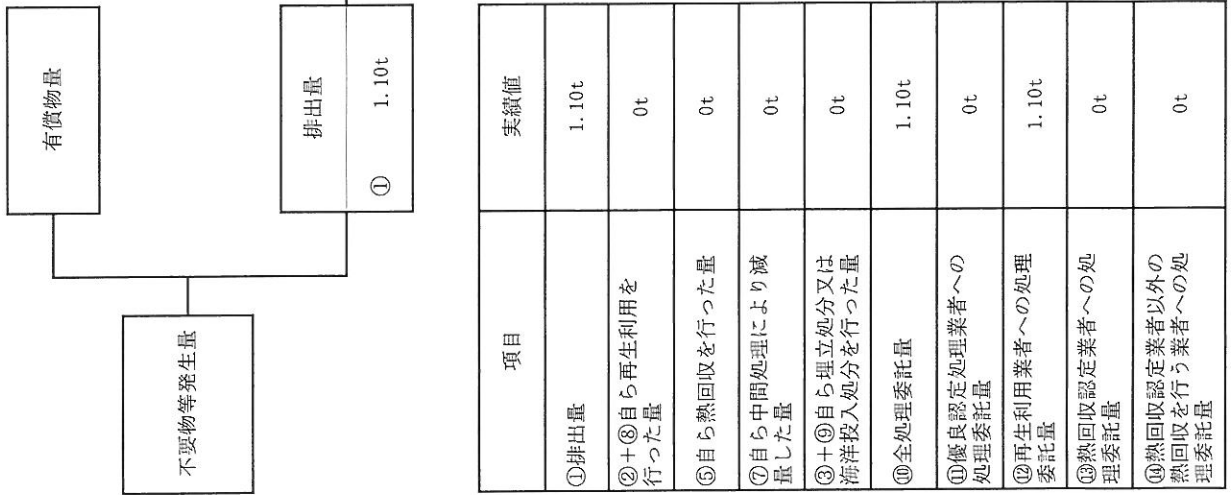 不要物等発生量
有償物量
排出量
① 1.10t
項目
実績値
①排出量
1.10t
②+⑧自ら再生利用を
行った量
0t
⑤自ら熱回収を行った量
0t
⑦自ら中間処理により減
量した量
0t
③+⑨自ら埋立処分又は
海洋投入処分を行った量
0t
⑩全処理委託量
1.10t
⑪優良認定処理業者への
処理委託量
0t
⑫再生利用業者への処理
委託量
1.10t
⑬熱回収認定業者への処
理委託量
0t
⑭熱回収認定業者以外の
熱回収を行う業者への処
理委託量
0t